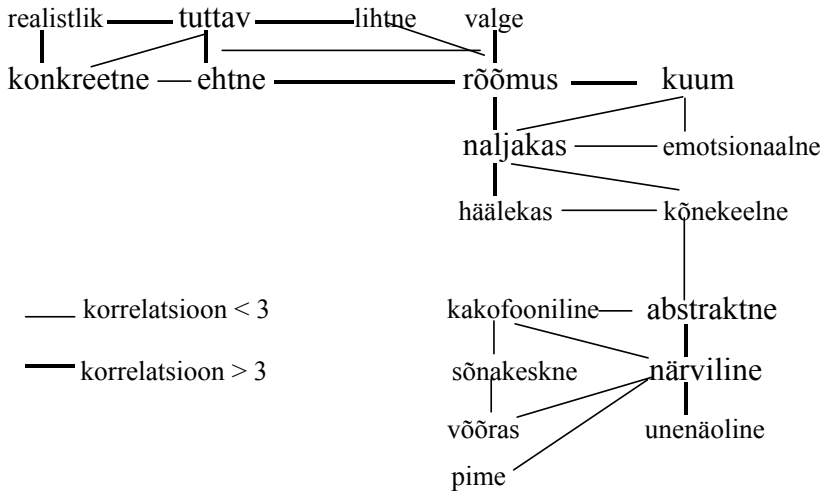 realistlik tuttav lihtne valge
konkreetne ehtne rõõmus kuum
naljakas emotsionaalne
häälekas kõnekeelne
korrelatsioon < 3 kakofooniline abstraktne
korrelatsioon > 3 sõnakeskne närviline
võõras unenäoline
pime